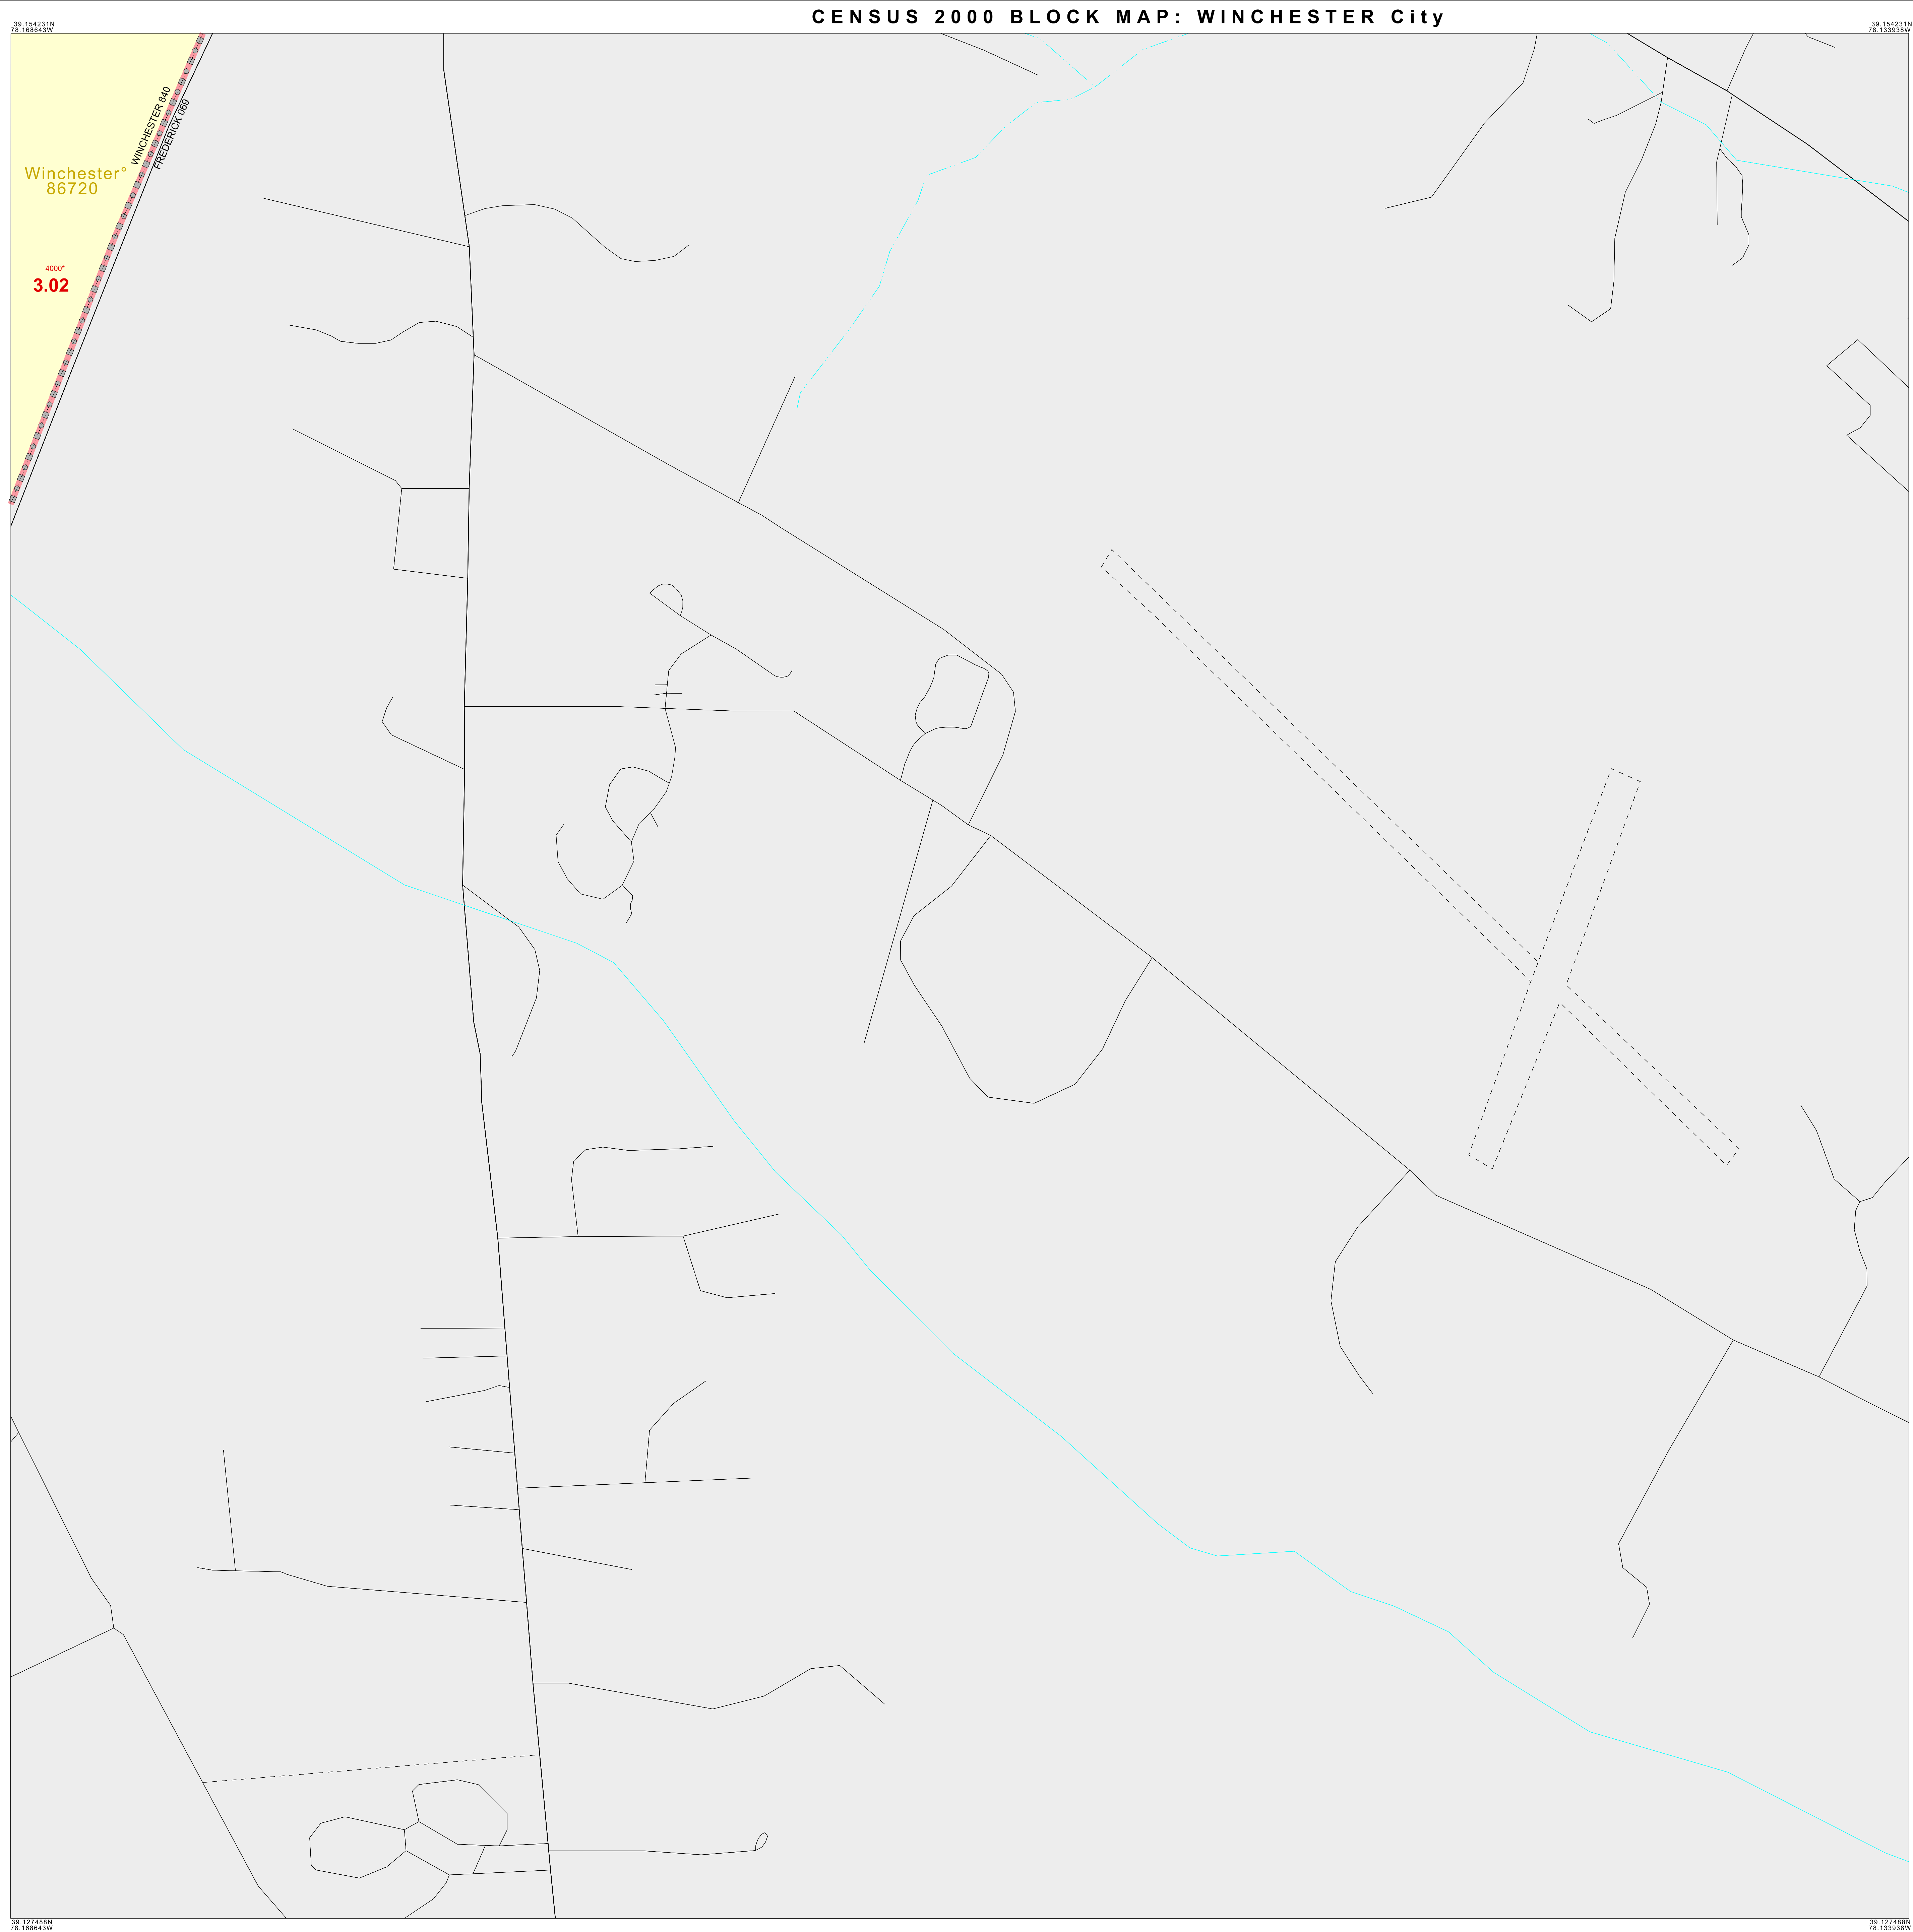 CENSUS 2000 BLOCK MAP: WINCHESTER City
39.154231N
78.168643W
39.154231N
78.133938W
WINCHESTER 840
FREDERICK 069
Winchester°
86720
4000*
3.02
39.127488N
78.168643W
39.127488N
78.133938W